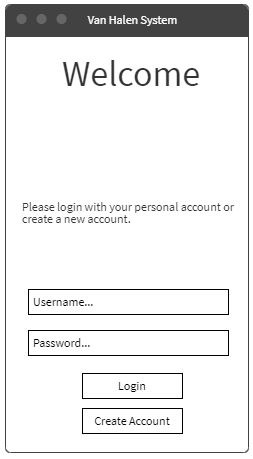 Van Halen System
Welcome
Please login with your personal account or
create a new account.
Username...
Password...
Login
Create Account